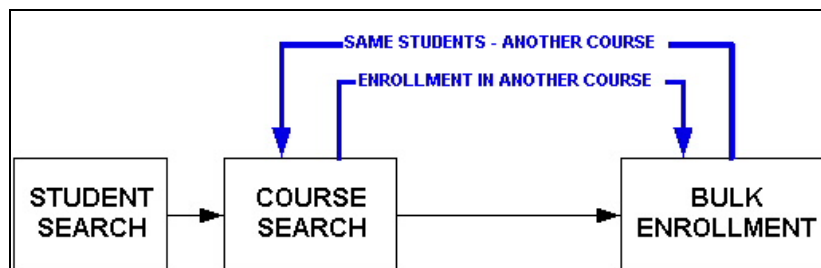 SAME STUDENTS - ANOTHER COURSE
ENROLLMENT IN ANOTHER COURSE
STUDENT
SEARCH
COURSE
SEARCH
BULK
ENROLLMENT